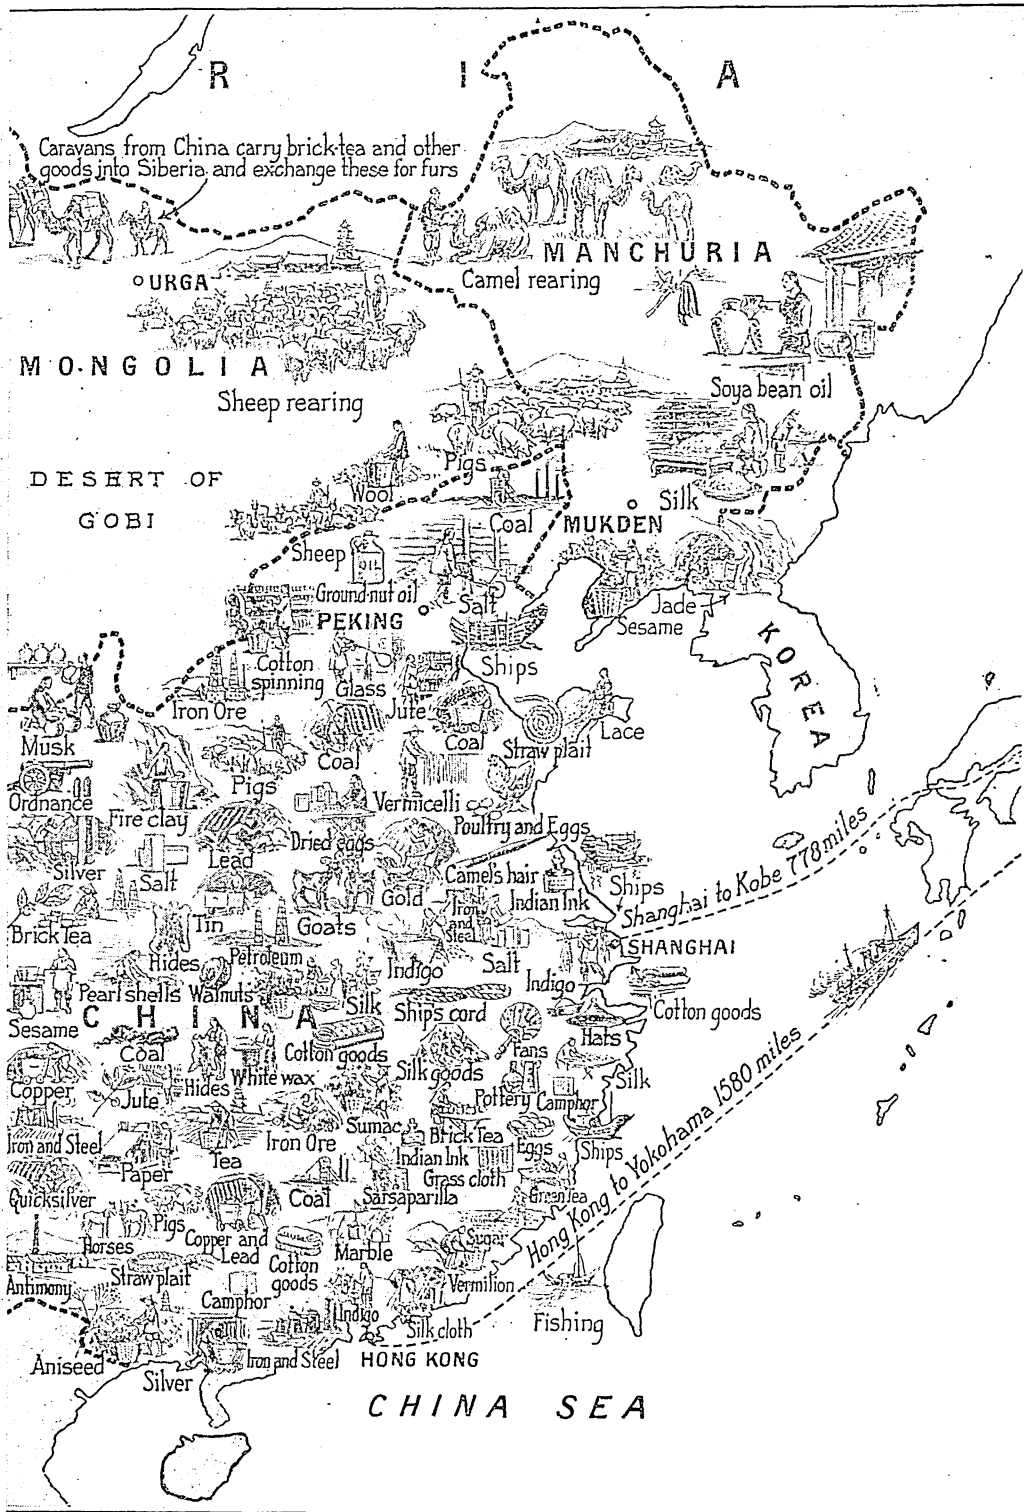 R I A
Caravans from China carry brick-tea and other
goods into Siberia and exchange these for furs
URGA
MANCHURIA
Camel rearing
MONGOLIA
Sheep rearing
Soya bean oil
Pigs
DESERT OF
GOBI
Wool
Silk
Coal
MUKDEN
Sheep
OIL
Ground-nut oil
Salt
Jade
Sesame
PEKING
KOREA
Ships
Cotton
spinning
Glass
Iron Ore
Jute
Musk
Coal
Straw plait
Lace
Coal
Ordnance
Pigs
Vermicelli
Fire clay
Poultry and Eggs
Dried eggs
Lead
Silver
Salt
Camels hair
Ships
Shanghai to Kobe 778 miles
Gold
Indian Ink
Iron
and
Steel
Brick Tea
Tin
Goats
SHANGHAI
Hides
Petroleum
Indigo
Salt
Indigo
Pearl shells
Walnuts
Silk
Ships cord
Cotton goods
Sesame
CHINA
Hats
Coal
Cotton goods
Fans
Copper
Jute
Hides
White wax
Silk goods
Silk
Pottery
Camphor
Hong Kong to Yokohama 1580 miles
Iron and Steel
Iron Ore
Sumac
Brick Tea
Eggs
Ships
Paper
Tea
Indian Ink
Grass cloth
Quicksilver
Coal
Sarsaparilla
Green Tea
Pigs
Horses
Copper and
Lead
Marble
Sugar
Cotton
goods
Antimony
Straw plait
Vermilion
Camphor
Indigo
Silk cloth
Fishing
Aniseed
Silver
Iron and Steel
HONG KONG
CHINA SEA